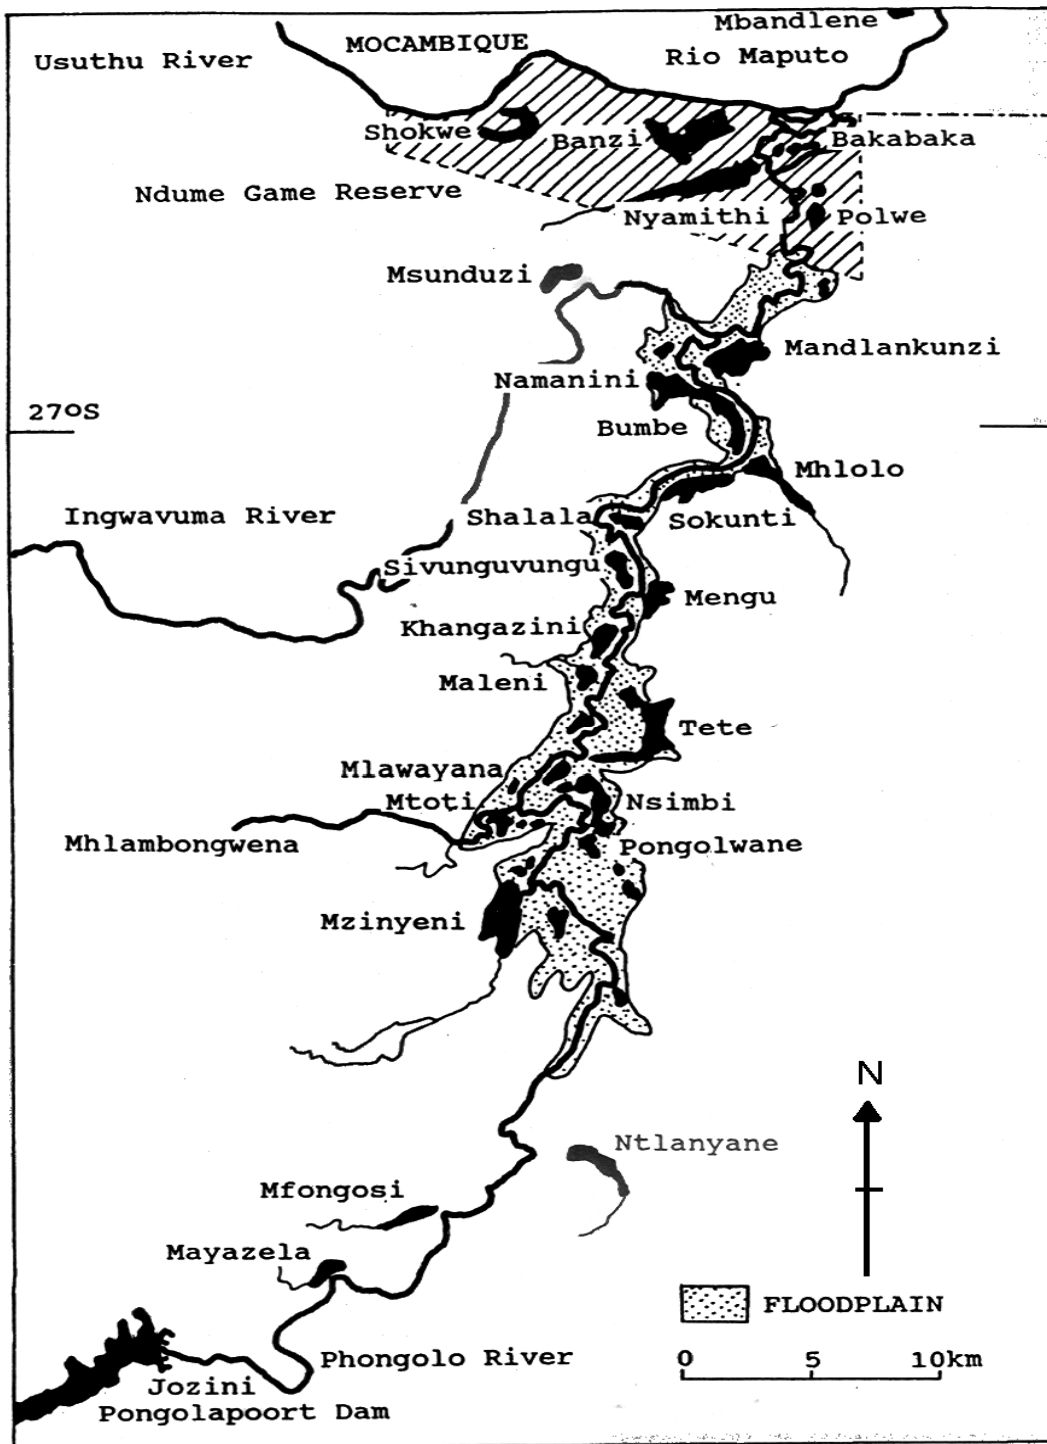 Mbandlene
MOCAMBIQUE
Rio Maputo
Usuthu River
Shokwe
Banzi
Bakabaka
Ndume Game Reserve
Nyamithi
Polwe
Msunduzi
Mandlankunzi
Namanini
27OS
Bumbe
Mhlolo
Ingwavuma River
Shalala
Sokunti
Sivunguvungu
Mengu
Khangazini
Maleni
Tete
Mlawayana
Mtoti
Nsimbi
Mhlambongwena
Pongolwane
Mzinyeni
N
Ntlanyane
Mfongosi
Mayazela
FLOODPLAIN
Phongolo River
0 5 10km
Jozini
Pongolapoort Dam